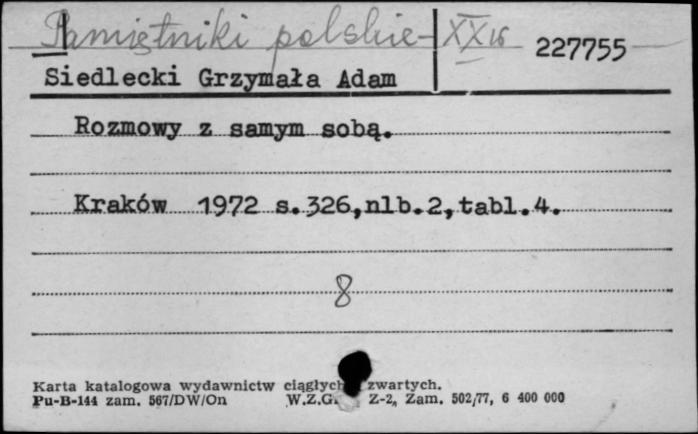 Pamiętniki polskie - XX w 227755
Siedlecki Grzymała Adam
Rozmowy z samym sobą.
Kraków 1972 s.326,nlb.2,tabl.4.
8
Karta katalogowa wydawnictw ciągłych zwartych.
Pu-B-144 zam. 567/DW/On W.Z.G. Z-2, Zam. 502/77, 6 400 000